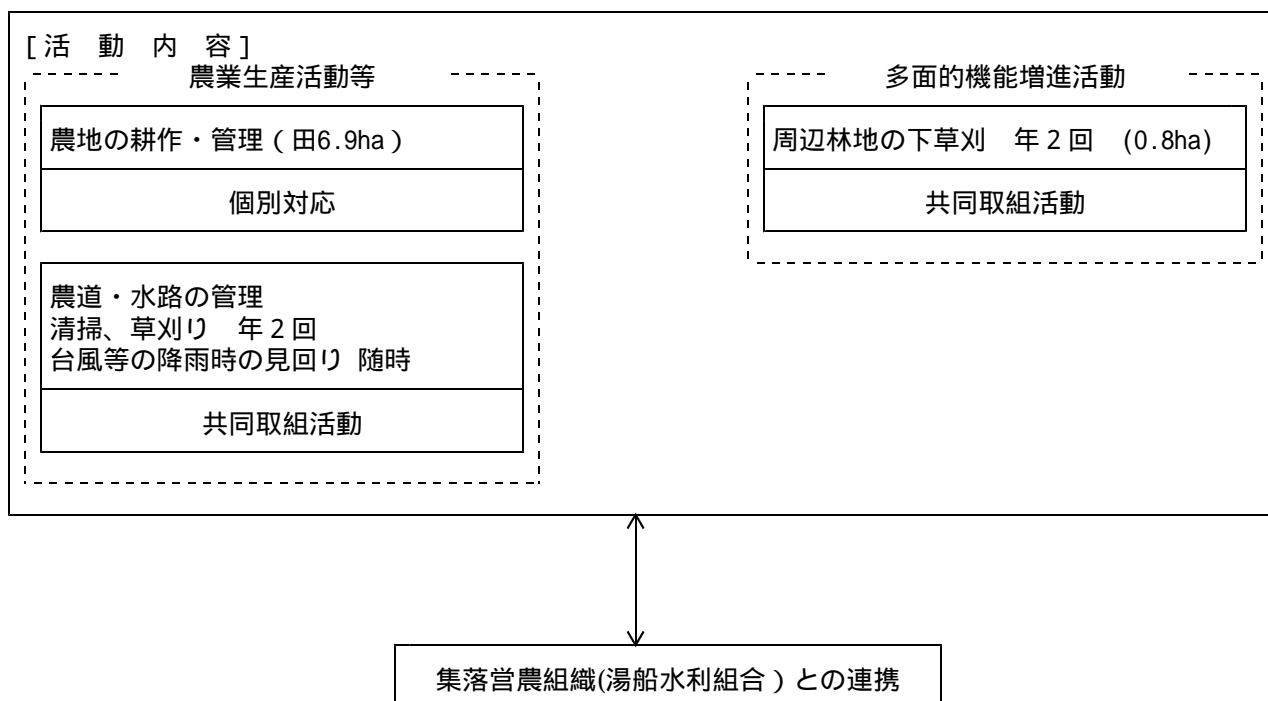 [活 動 内 容]
農業生産活動等
農地の耕作・管理(田6.9ha)
個別対応
農道・水路の管理
清掃、草刈り 年2回
台風等の降雨時の見回り 随時
共同取組活動
多面的機能増進活動
周辺林地の下草刈 年2回 (0.8ha)
共同取組活動
集落営農組織(湯船水利組合)との連携